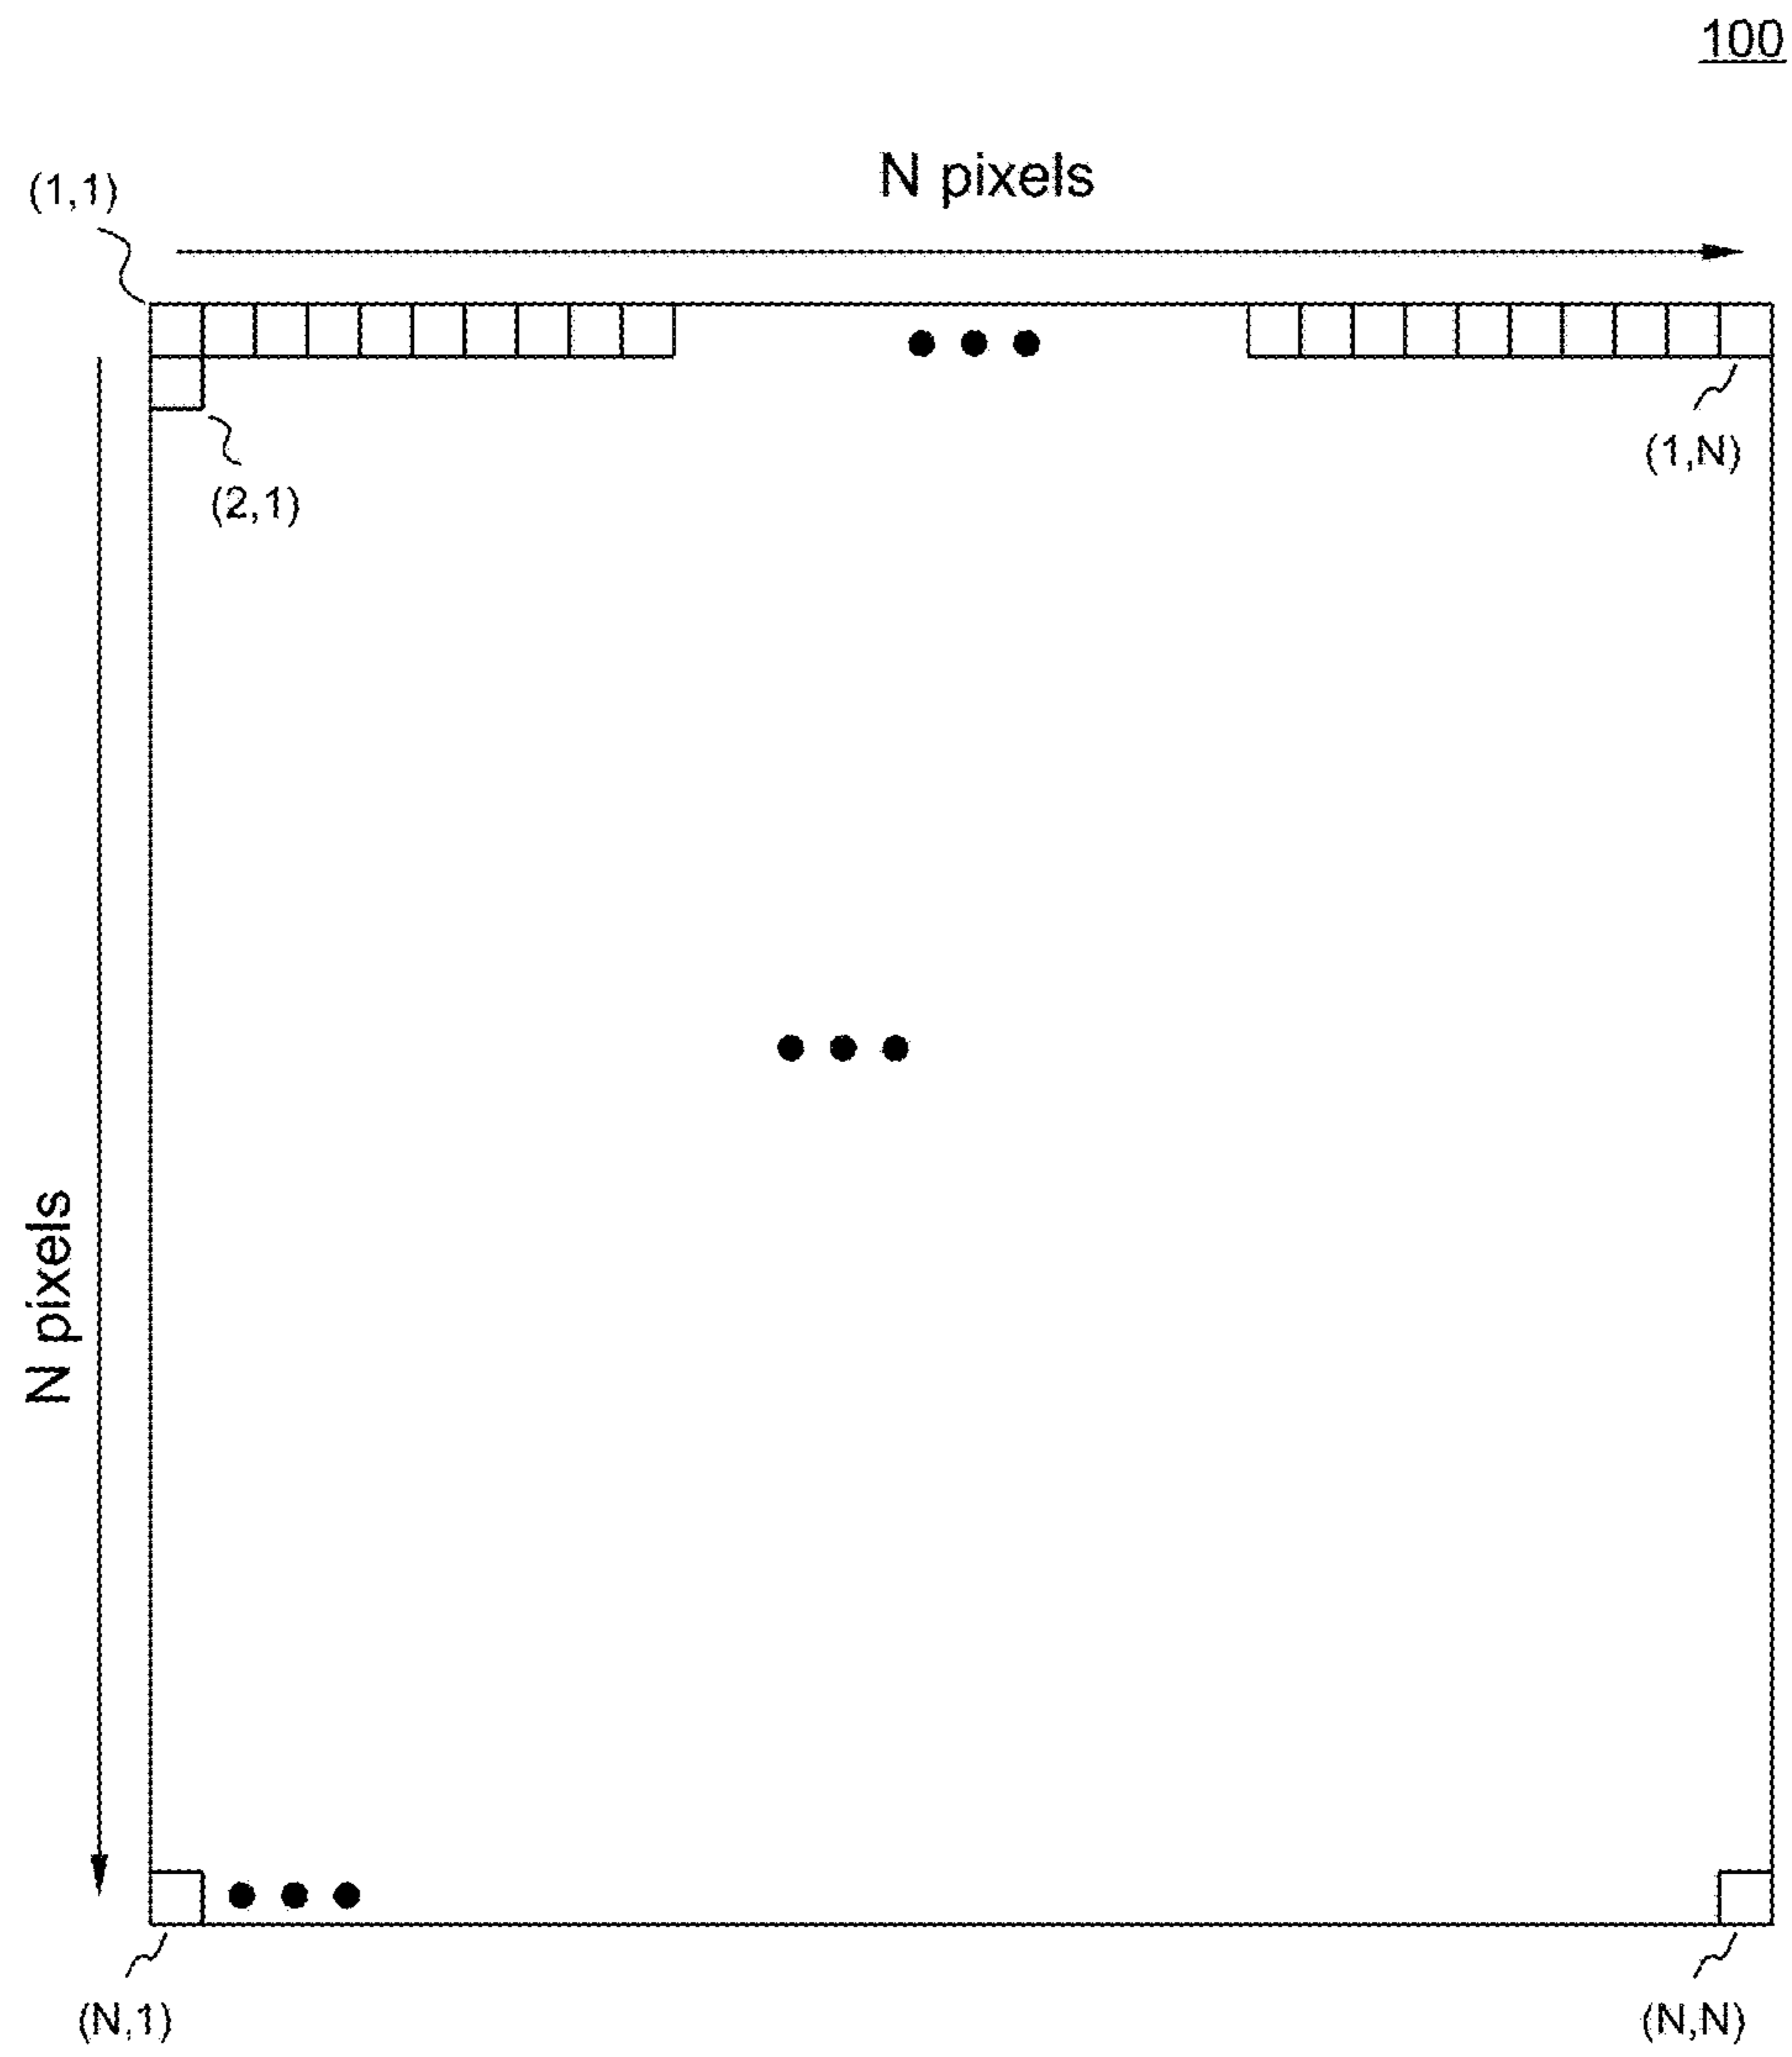 100
N pixels
(1,1)
(1,N)
(2,1)
N pixels
(N,1)
(N,N)